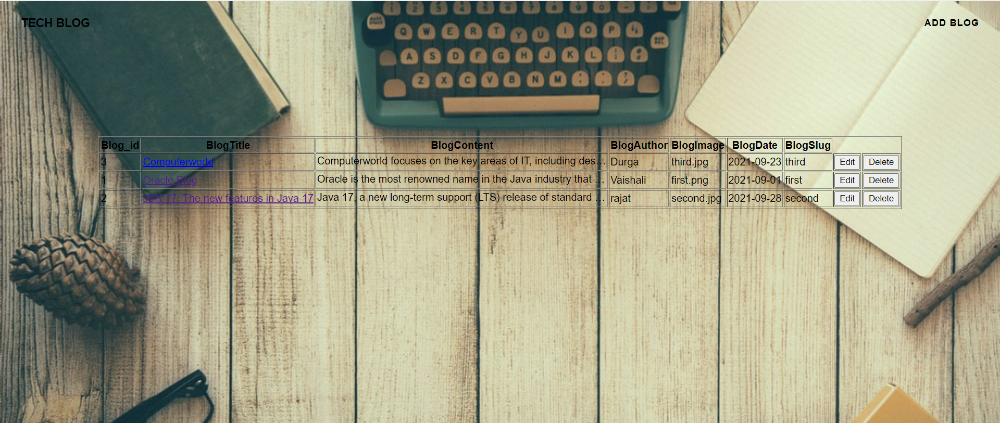 TECH BLOG
ADD BLOG
BACK SPACE
Q W E R T Y U I O P
A S D F G H J K L
Z X C V B N M
Blog_id BlogTitle BlogContent BlogAuthor BlogImage BlogDate BlogSlug
3 Computerworld Computerworld focuses on the key areas of IT, including des... Durga third.jpg 2021-09-23 third Edit Delete
1 Oracle Blog Oracle is the most renowned name in the Java industry that ... Vaishali first.png 2021-09-01 first Edit Delete
2 JDK 17: The new features in Java 17 Java 17, a new long-term support (LTS) release of standard ... rajat second.jpg 2021-09-28 second Edit Delete